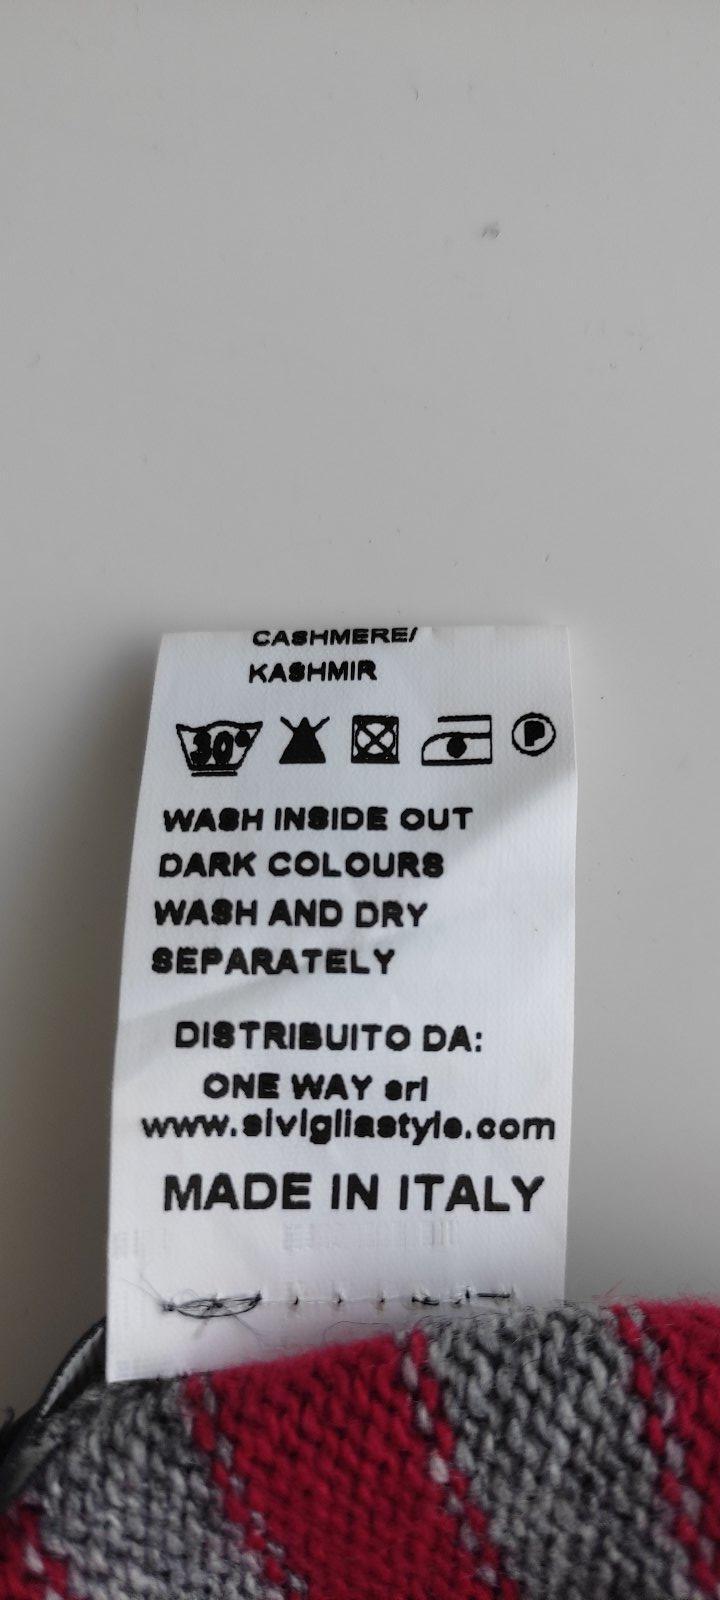 CASHMERE/
KASHMIR
30°
P
WASH INSIDE OUT
DARK COLOURS
WASH AND DRY
SEPARATELY
DISTRIBUITO DA:
ONE WAY srl
www.sivigliastyle.com
MADE IN ITALY